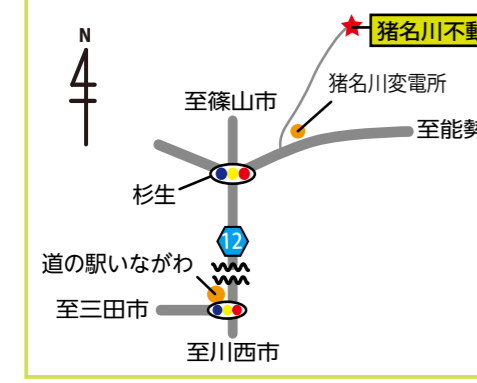 N
猪名川不動
猪名川変電所
至篠山市
至能勢
杉生
12
道の駅いながわ
至三田市
至川西市